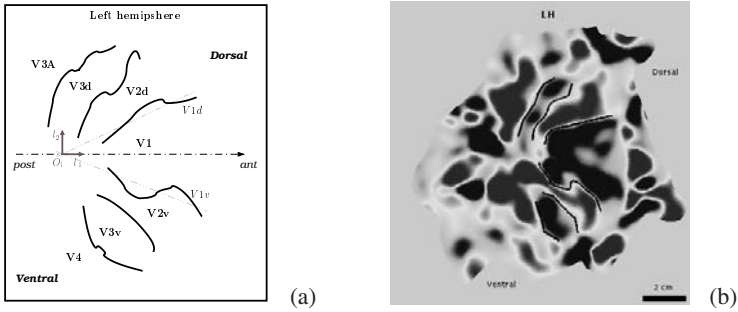 Left hemipshere
Dorsal
V3A
V3d
V2d
V1d
V1
l₂
O₁
l₁
post
ant
V1v
V2v
V3v
V4
Ventral
(a)
LH
Dorsal
Ventral
2 cm
(b)